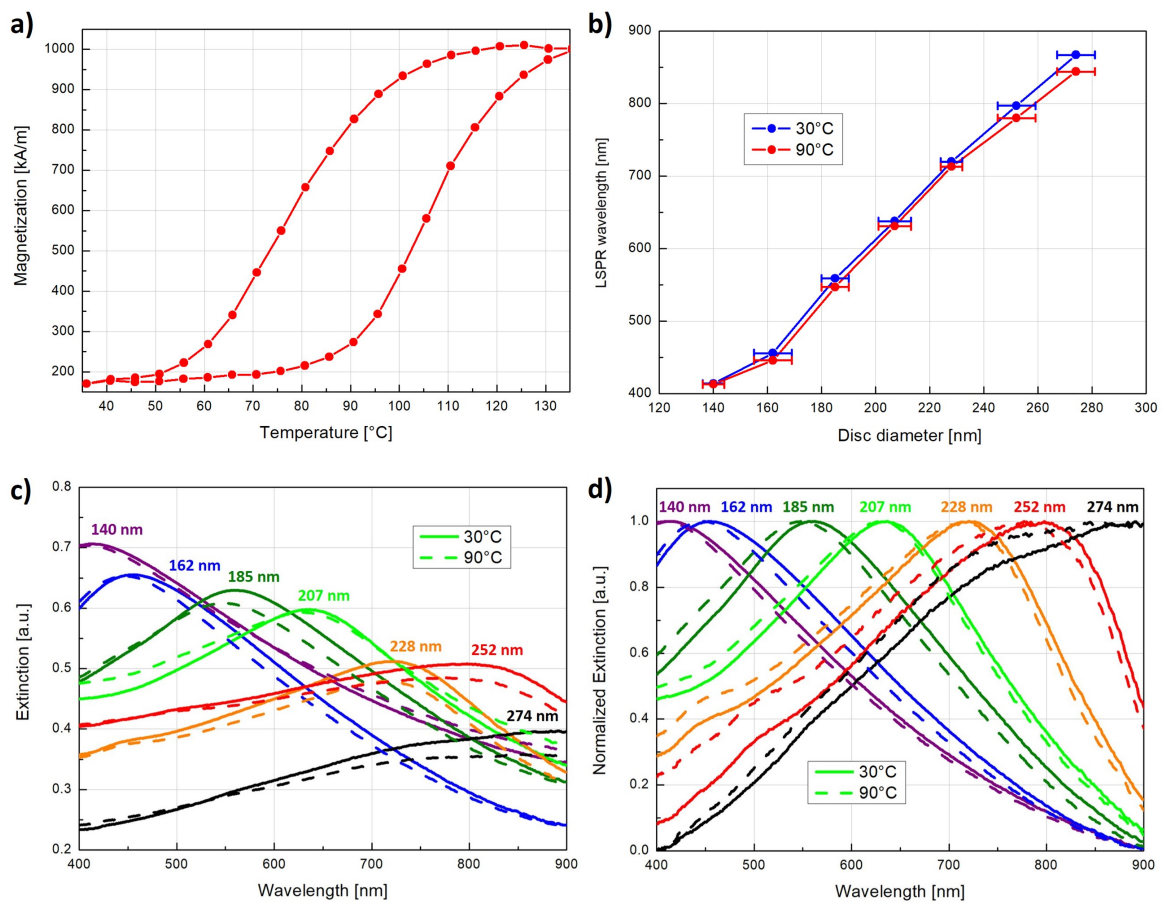 a)
Magnetization [kA/m]
1000
900
800
700
600
500
400
300
200
40 50 60 70 80 90 100 110 120 130
Temperature [°C]
b)
LSPR wavelength [nm]
900
800
700
600
500
400
30°C
90°C
120 140 160 180 200 220 240 260 280 300
Disc diameter [nm]
c)
Extinction [a.u.]
0.8
0.7
0.6
0.5
0.4
0.3
0.2
140 nm
162 nm
185 nm
207 nm
228 nm
252 nm
274 nm
30°C
90°C
400 500 600 700 800 900
Wavelength [nm]
d)
Normalized Extinction [a.u.]
140 nm 162 nm 185 nm 207 nm 228 nm 252 nm 274 nm
1.0
0.8
0.6
0.4
0.2
0.0
30°C
90°C
400 500 600 700 800 900
Wavelength [nm]